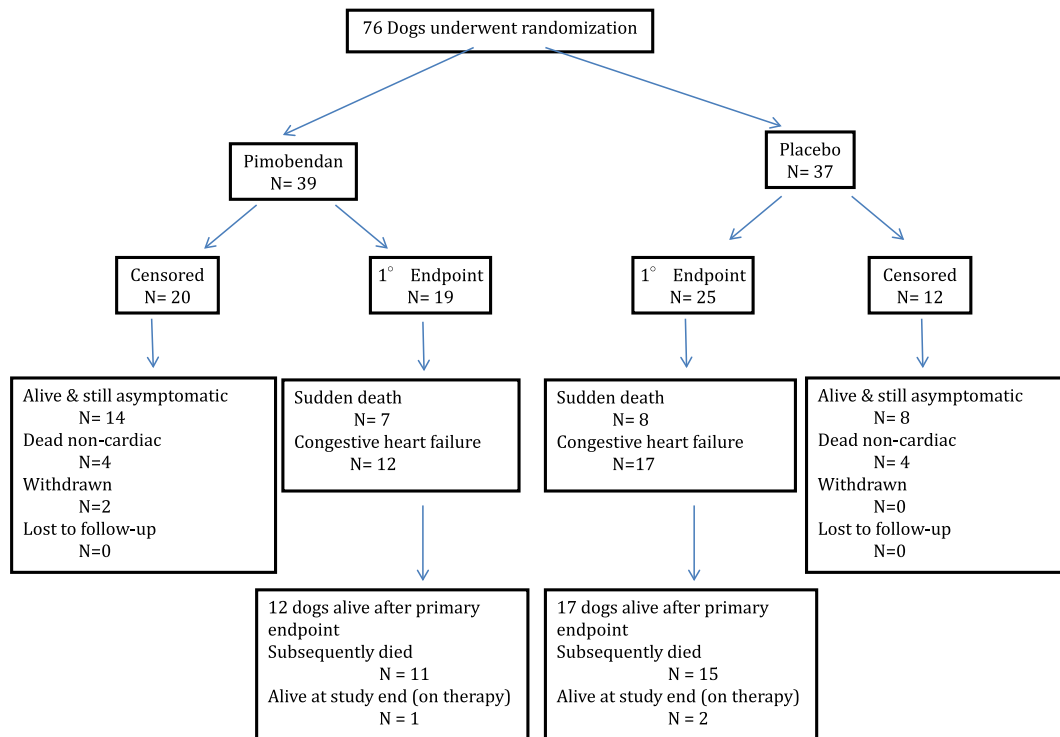 76 Dogs underwent randomization
Pimobendan
N= 39
Placebo
N= 37
Censored
N= 20
1° Endpoint
N= 19
1° Endpoint
N= 25
Censored
N= 12
Alive & still asymptomatic
N= 14
Dead non-cardiac
N=4
Withdrawn
N=2
Lost to follow-up
N=0
Sudden death
N= 7
Congestive heart failure
N= 12
Sudden death
N= 8
Congestive heart failure
N=17
Alive & still asymptomatic
N= 8
Dead non-cardiac
N= 4
Withdrawn
N=0
Lost to follow-up
N=0
12 dogs alive after primary
endpoint
Subsequently died
N = 11
Alive at study end (on therapy)
N = 1
17 dogs alive after primary
endpoint
Subsequently died
N = 15
Alive at study end (on therapy)
N = 2